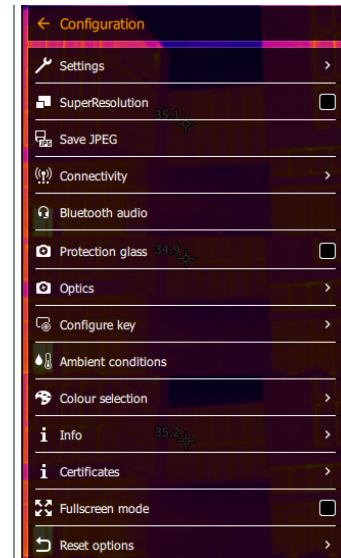 Configuration
Settings
SuperResolution
35.1
Save JPEG
Connectivity
Bluetooth audio
Protection glass 34.9
Optics
Configure key
Ambient conditions
Colour selection
Info 35.2
Certificates
Fullscreen mode
Reset options